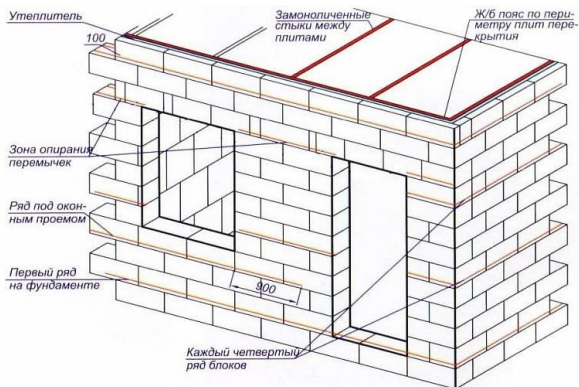 Утеплитель
Замоноличенные
стыки между
плитами
Ж/б пояс по пери-
метру плит пере-
крытия
100
Зона опирания
перемычек
Ряд под окон-
ным проемом
Первый ряд
на фундаменте
900
Каждый четвертый
ряд блоков